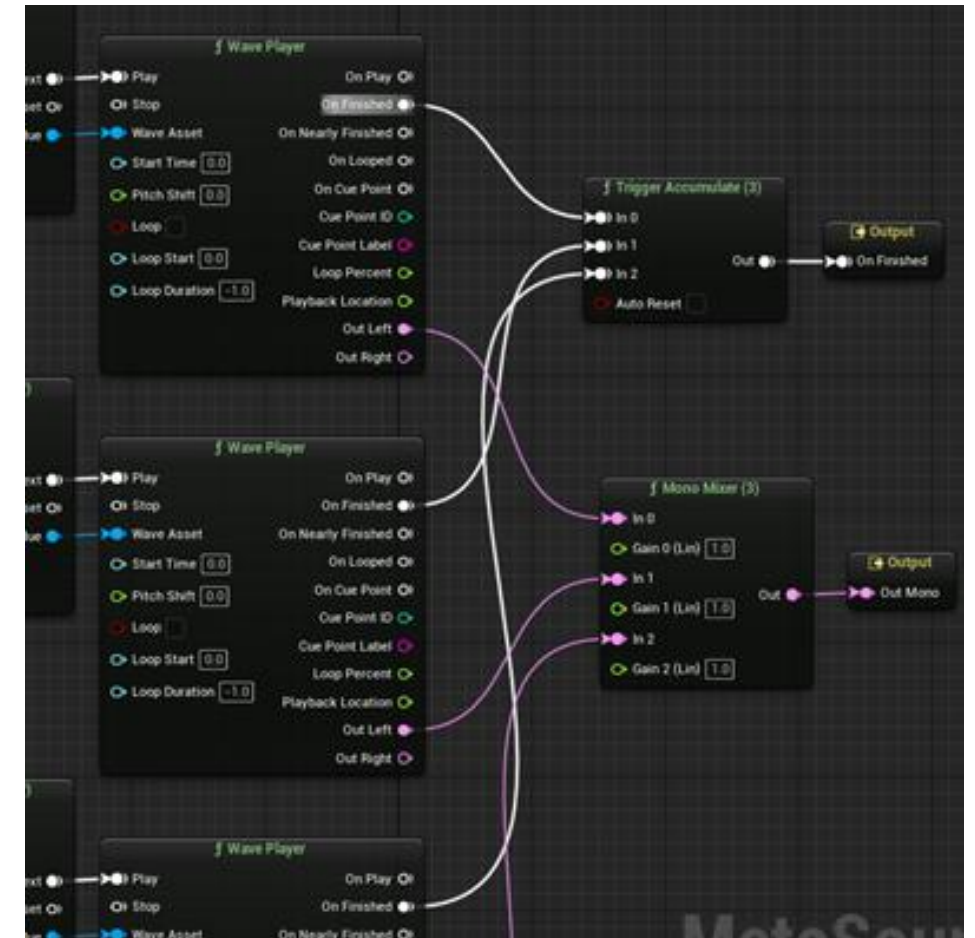 Wave Player
Play
On Play
Stop
On Finished
Wave Asset
On Nearly Finished
On Looped
Start Time 0.0
On Cue Point
Pitch Shift 0.0
Cue Point ID
Loop
Cue Point Label
Loop Start 0.0
Loop Percent
Loop Duration -1.0
Playback Location
Out Left
Out Right
Trigger Accumulate (3)
In 0
In 1
In 2
Out
Auto Reset
Output
On Finished
Wave Player
Play
On Play
Stop
On Finished
Wave Asset
On Nearly Finished
Start Time 0.0
On Looped
Pitch Shift 0.0
On Cue Point
Cue Point ID
Loop
Cue Point Label
Loop Start 0.0
Loop Percent
Loop Duration -1.0
Playback Location
Out Left
Out Right
Mono Mixer (3)
In 0
Gain 0 (Lin) 1.0
In 1
Out
Gain 1 (Lin) 1.0
In 2
Gain 2 (Lin) 1.0
Output
Out Mono
Wave Player
Play
On Play
Stop
On Finished
Wave Asset
On Nearly Finished